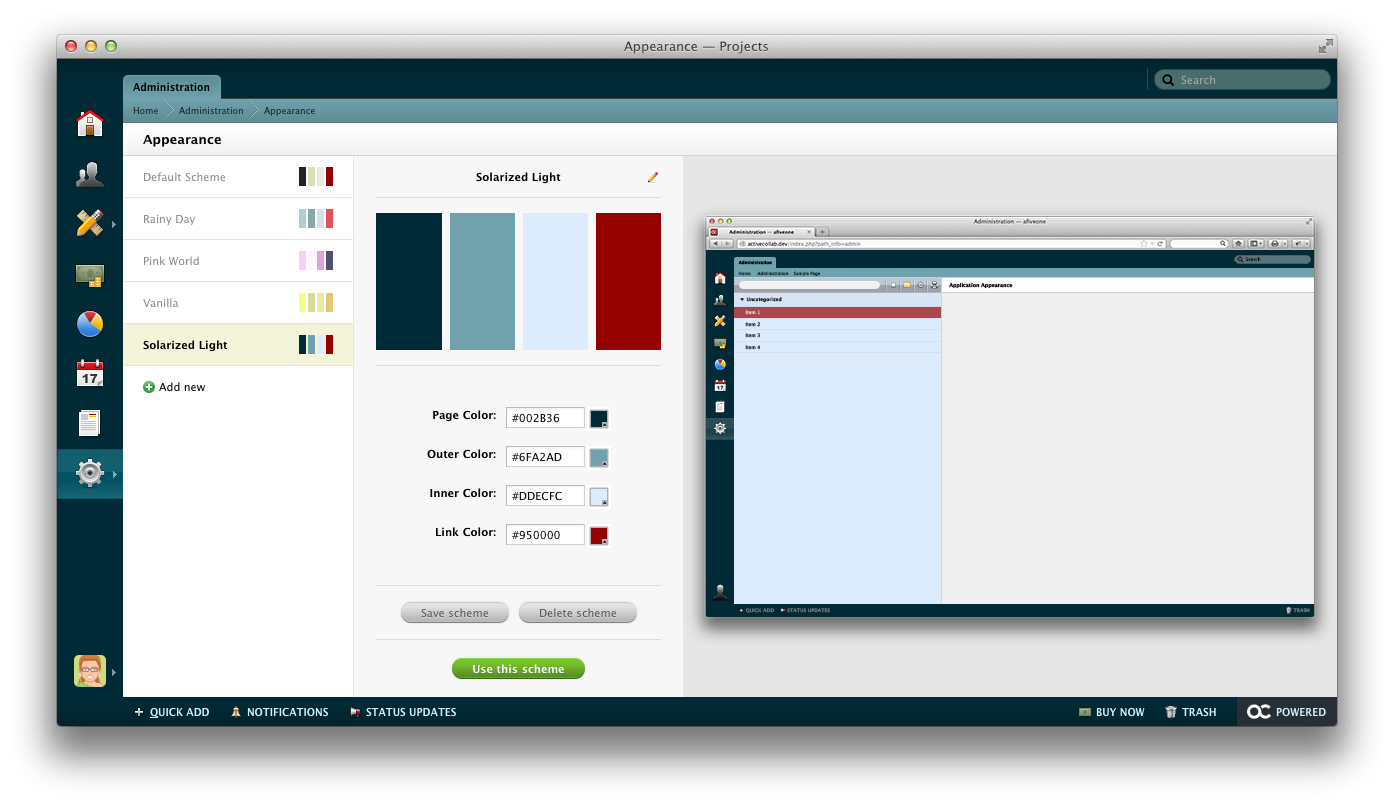 Appearance — Projects
Administration
Search
Home Administration Appearance
Appearance
Default Scheme
Rainy Day
Pink World
Vanilla
Solarized Light
Add new
17
Solarized Light
Page Color: #002B36
Outer Color: #6FA2AD
Inner Color: #DDECFC
Link Color: #950000
Save scheme Delete scheme
Use this scheme
Administration — afiveone
Administration — afiveone
activecollab.dev/index.php?path_info=admin
Administration
Search
Home Administration Sample Page
Application Appearance
Uncategorized
Item 1
Item 2
Item 3
Item 4
17
QUICK ADD STATUS UPDATES TRASH
QUICK ADD NOTIFICATIONS STATUS UPDATES BUY NOW TRASH POWERED